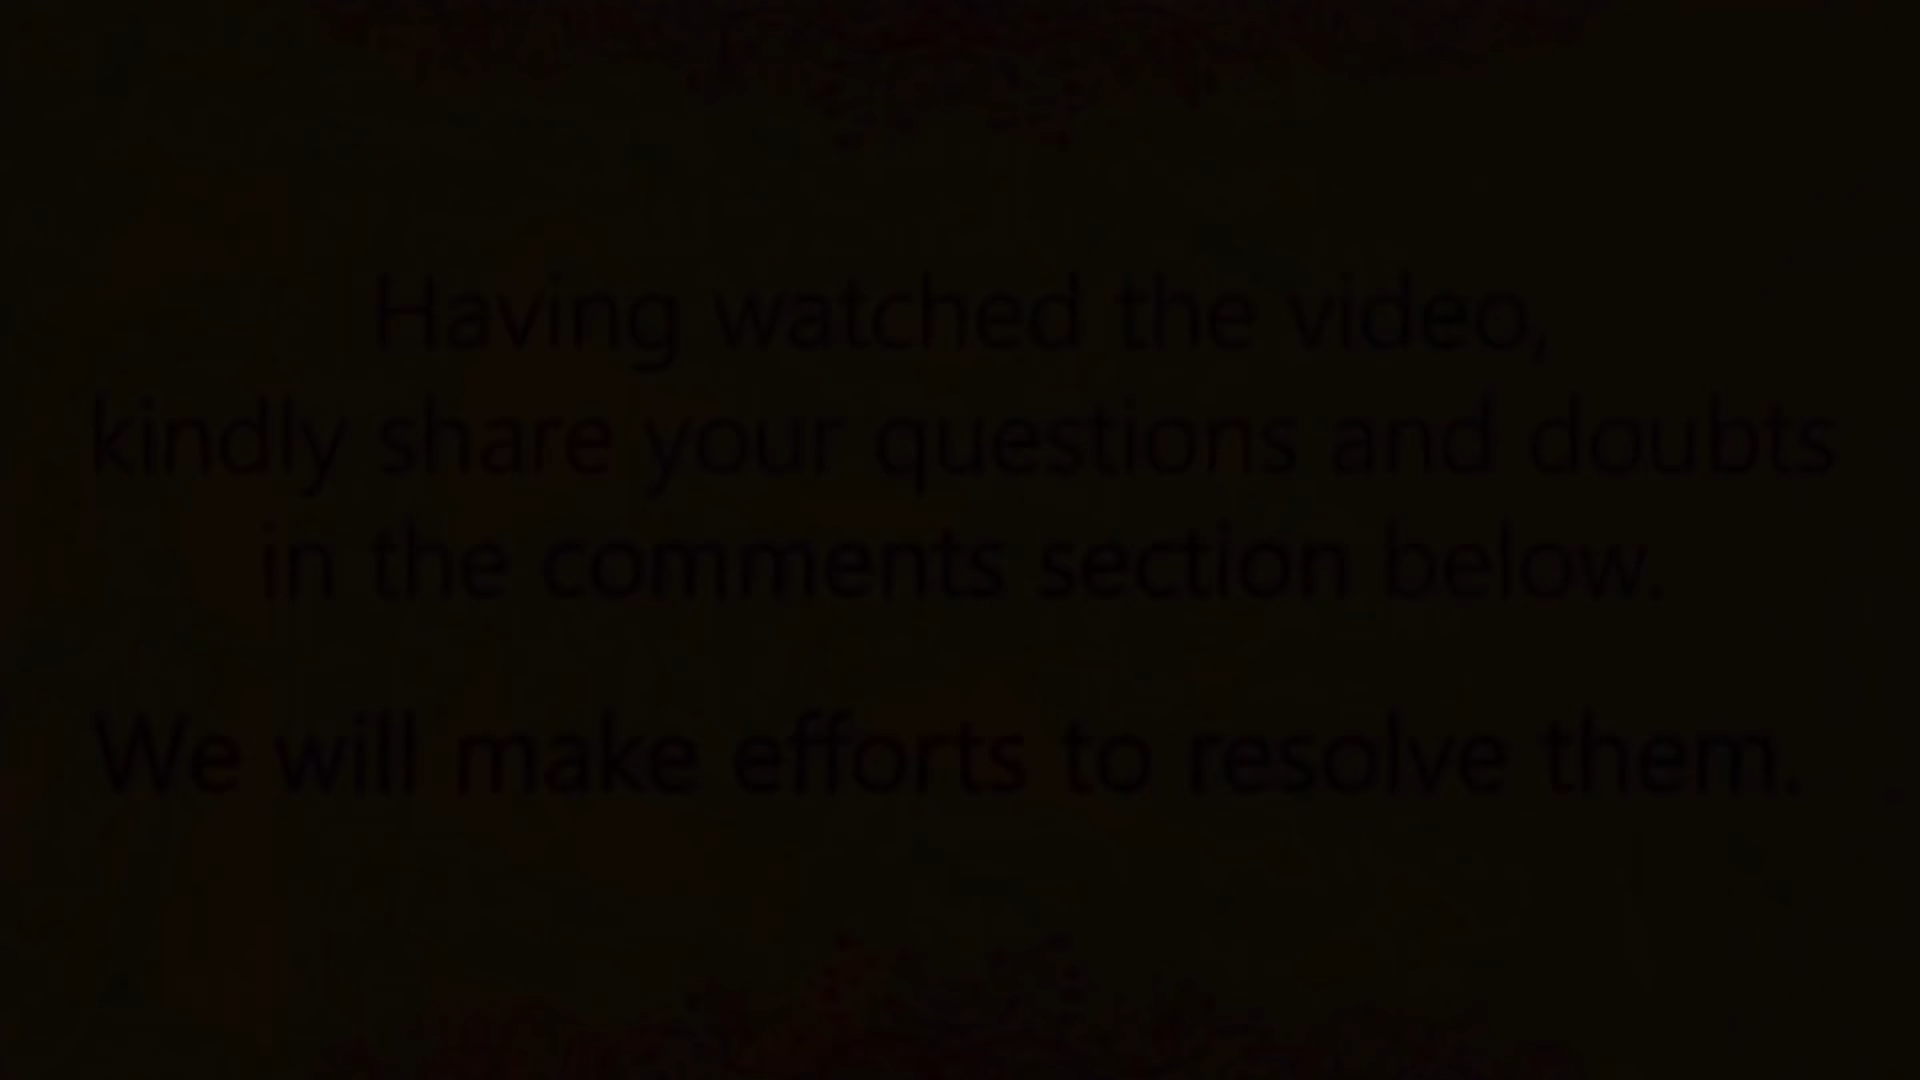 Having watched the video,
kindly share your questions and doubts
in the comments section below.
We will make efforts to resolve them.